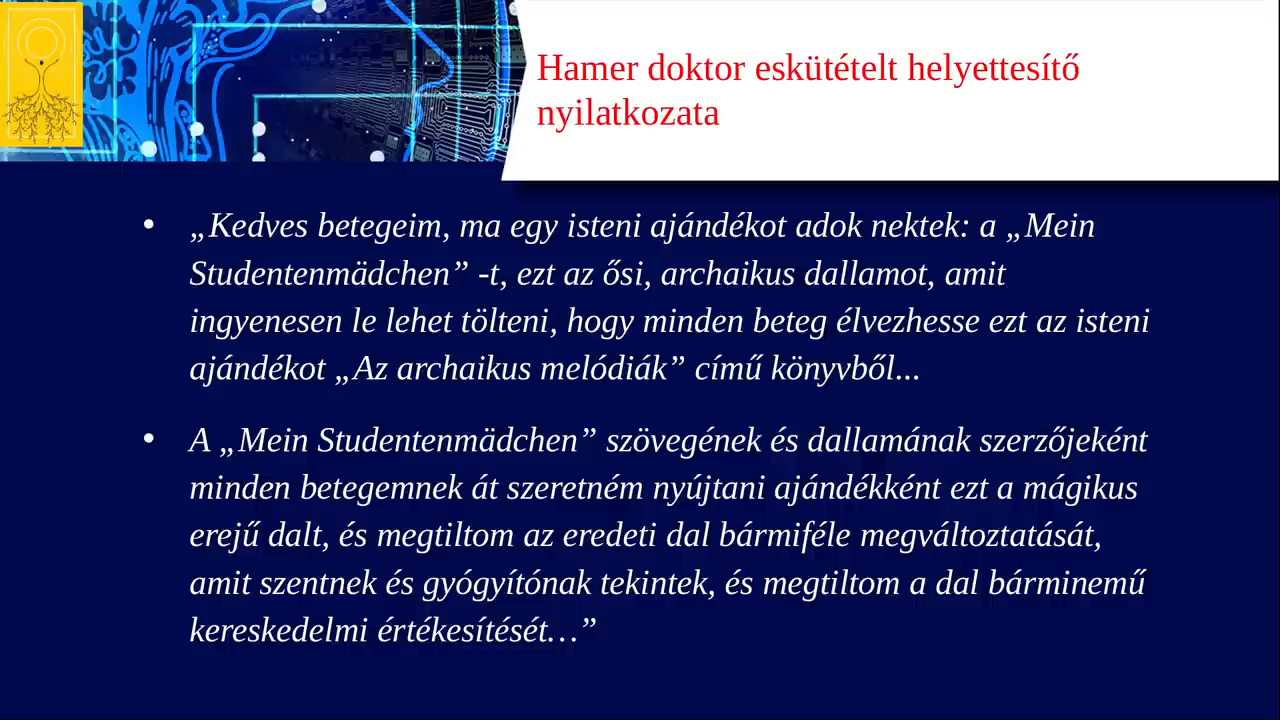 Hamer doktor eskütételt helyettesítő
nyilatkozata
• „Kedves betegeim, ma egy isteni ajándékot adok nektek: a „Mein
Studentenmädchen” -t, ezt az ősi, archaikus dallamot, amit
ingyenesen le lehet tölteni, hogy minden beteg élvezhesse ezt az isteni
ajándékot „Az archaikus melódiák” című könyvből...
• A „Mein Studentenmädchen” szövegének és dallamának szerzőjeként
minden betegemnek át szeretném nyújtani ajándékként ezt a mágikus
erejű dalt, és megtiltom az eredeti dal bármiféle megváltoztatását,
amit szentnek és gyógyítónak tekintek, és megtiltom a dal bárminemű
kereskedelmi értékesítését…”